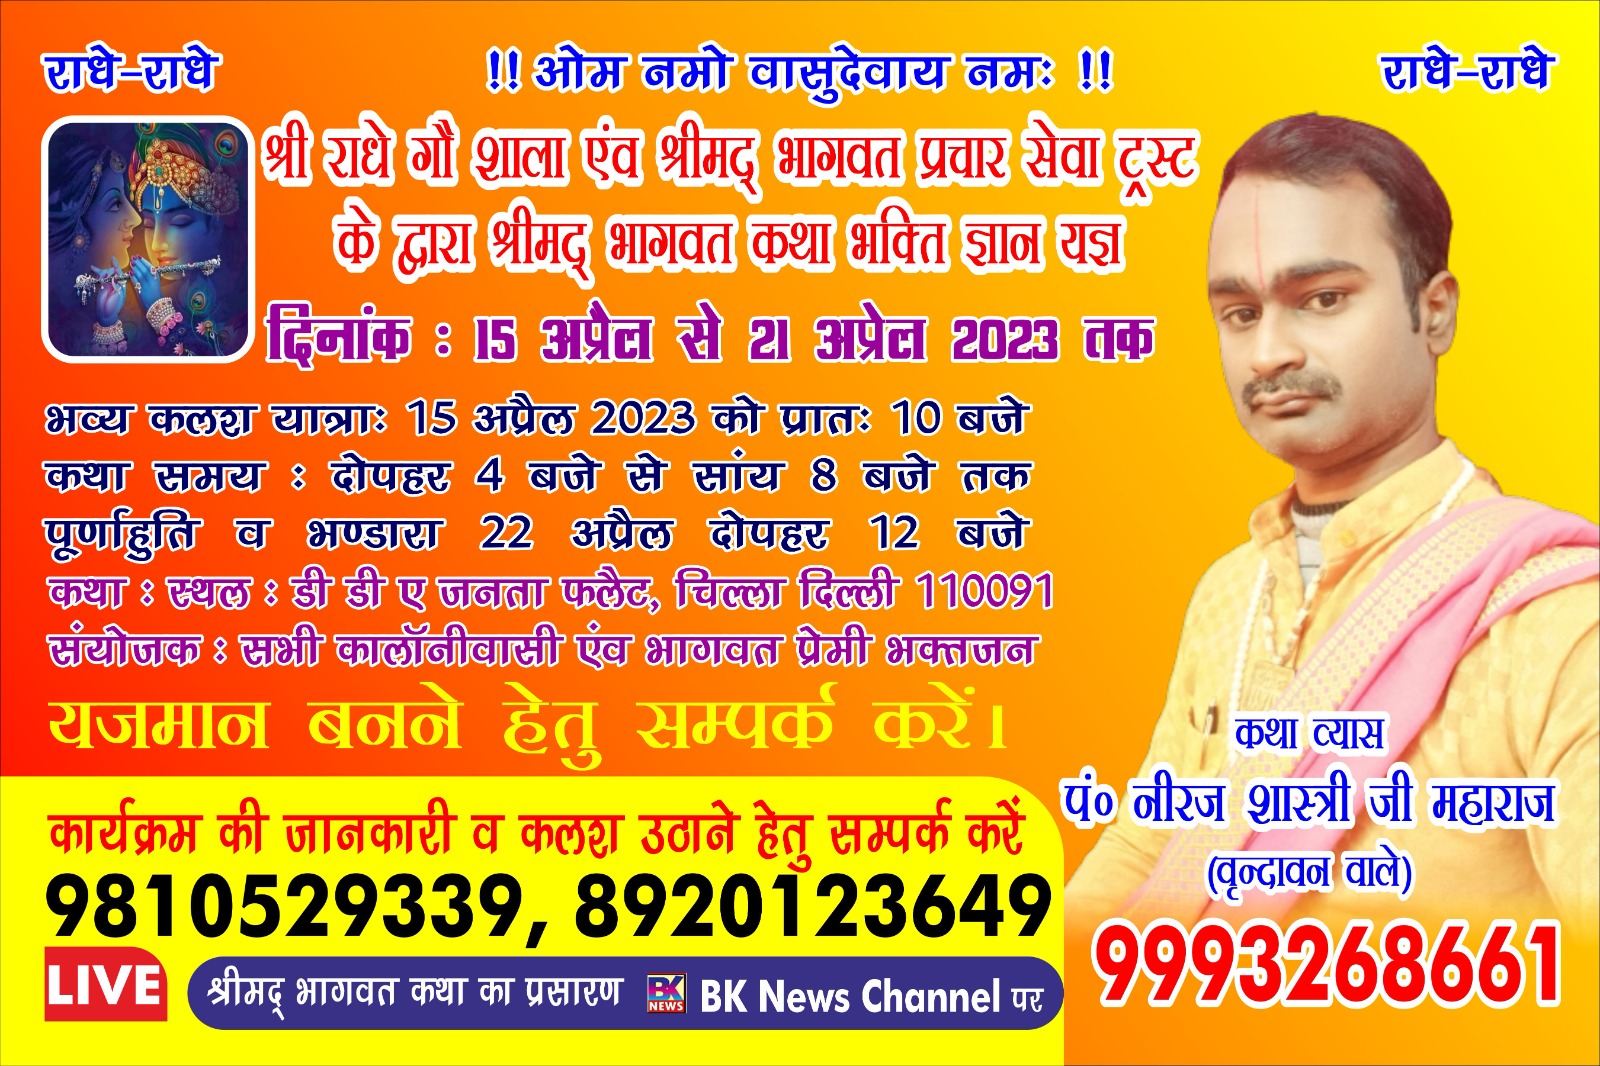 राधे-राधे
!! ओम नमो वासुदेवाय नमः !!
राधे-राधे
श्री राधे गौ शाला एंव श्रीमद् भागवत प्रचार सेवा ट्रस्ट
के द्वारा श्रीमद् भागवत कथा भक्ति ज्ञान यज्ञ
दिनांक : 15 अप्रैल से 21 अप्रेल 2023 तक
भव्य कलश यात्राः 15 अप्रैल 2023 को प्रातः 10 बजे
कथा समय : दोपहर 4 बजे से सांय 8 बजे तक
पूर्णाहुति व भण्डारा 22 अप्रैल दोपहर 12 बजे
कथा : स्थल : डी डी ए जनता फलैट, चिल्ला दिल्ली 110091
संयोजक : सभी कालॉनीवासी एंव भागवत प्रेमी भक्तजन
यजमान बनने हेतु सम्पर्क करें।
कार्यक्रम की जानकारी व कलश उठाने हेतु सम्पर्क करें
9810529339, 8920123649
LIVE
श्रीमद् भागवत कथा का प्रसारण BK NEWS BK News Channel पर
कथा व्यास
पं० नीरज शास्त्री जी महाराज
(वृन्दावन वाले)
9993268661